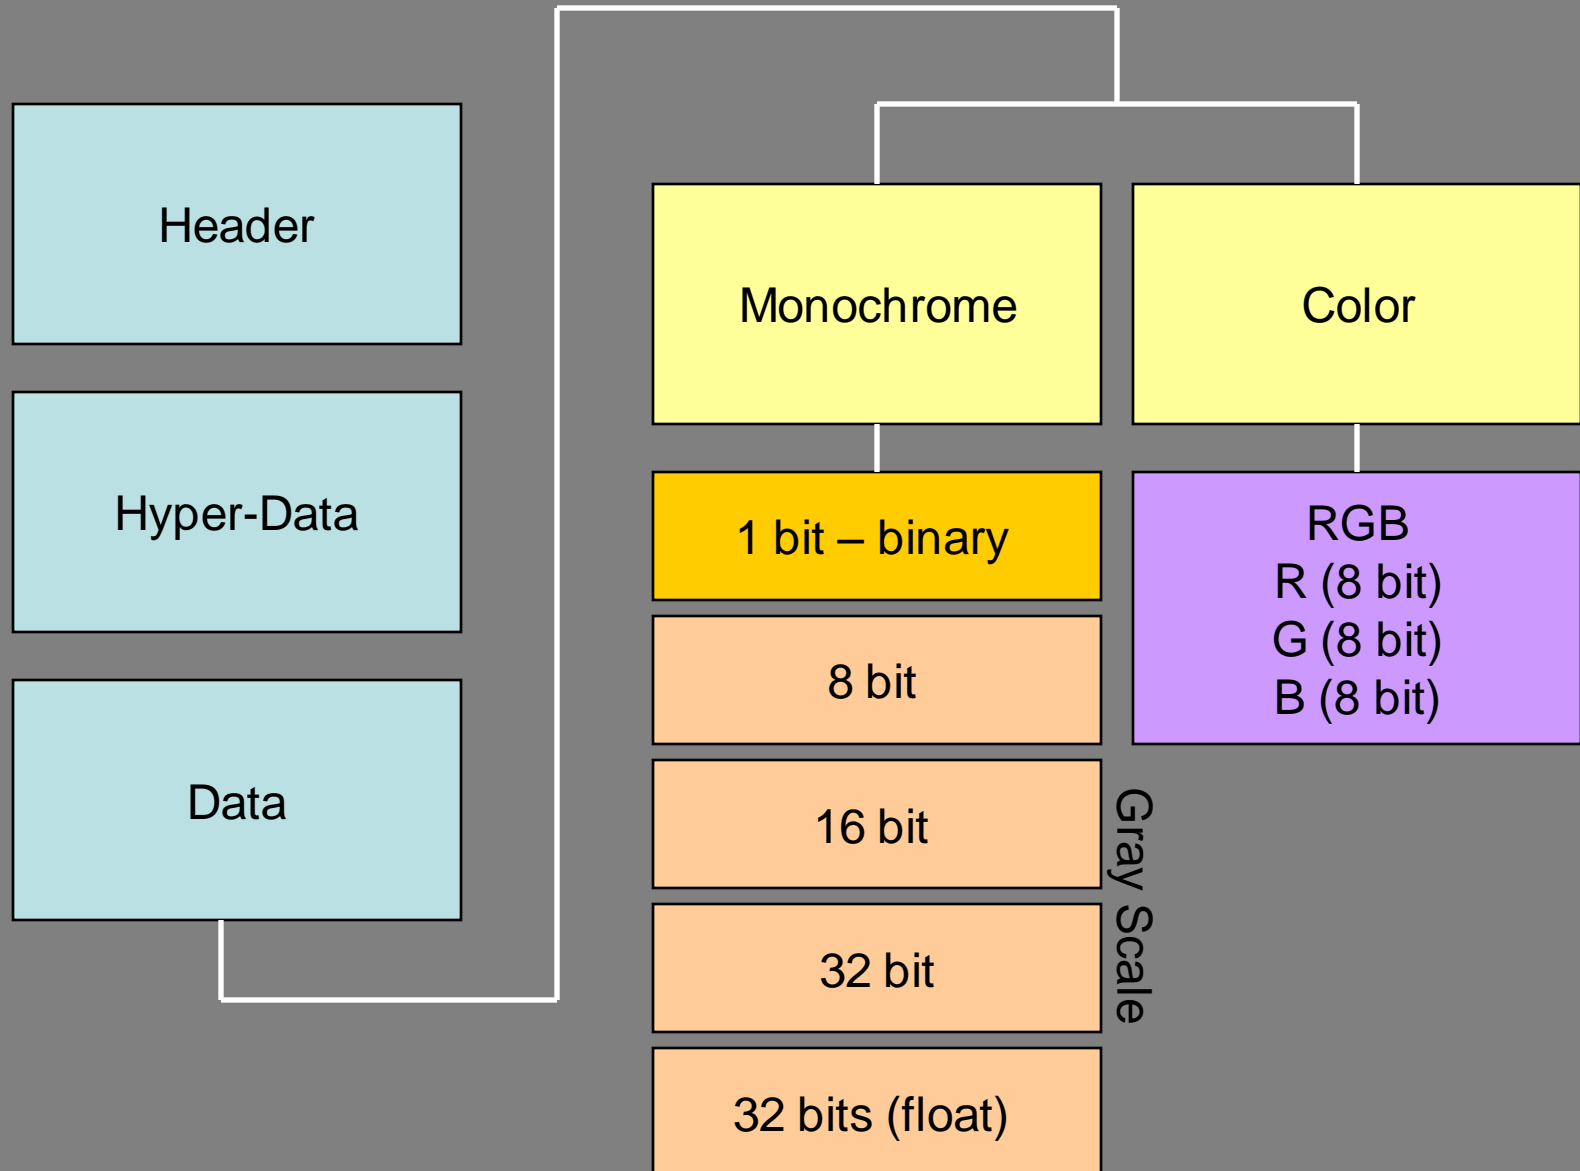 Header
Hyper-Data
Data
Monochrome
1 bit – binary
8 bit
16 bit
32 bit
32 bits (float)
Gray Scale
Color
RGB
R (8 bit)
G (8 bit)
B (8 bit)